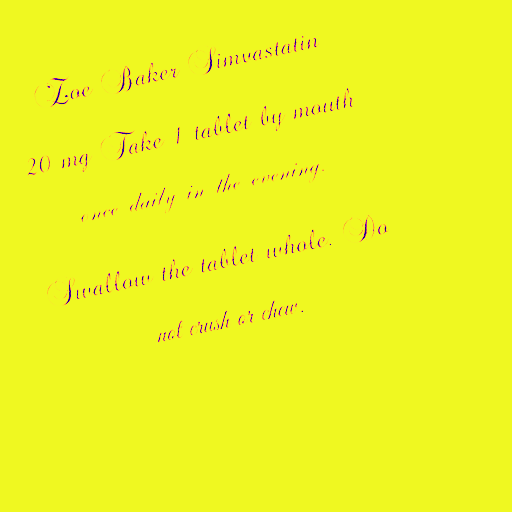 Zoe Baker Simvastatin
20 mg Take 1 tablet by mouth
once daily in the evening.
Swallow the tablet whole. Do
not crush or chew.